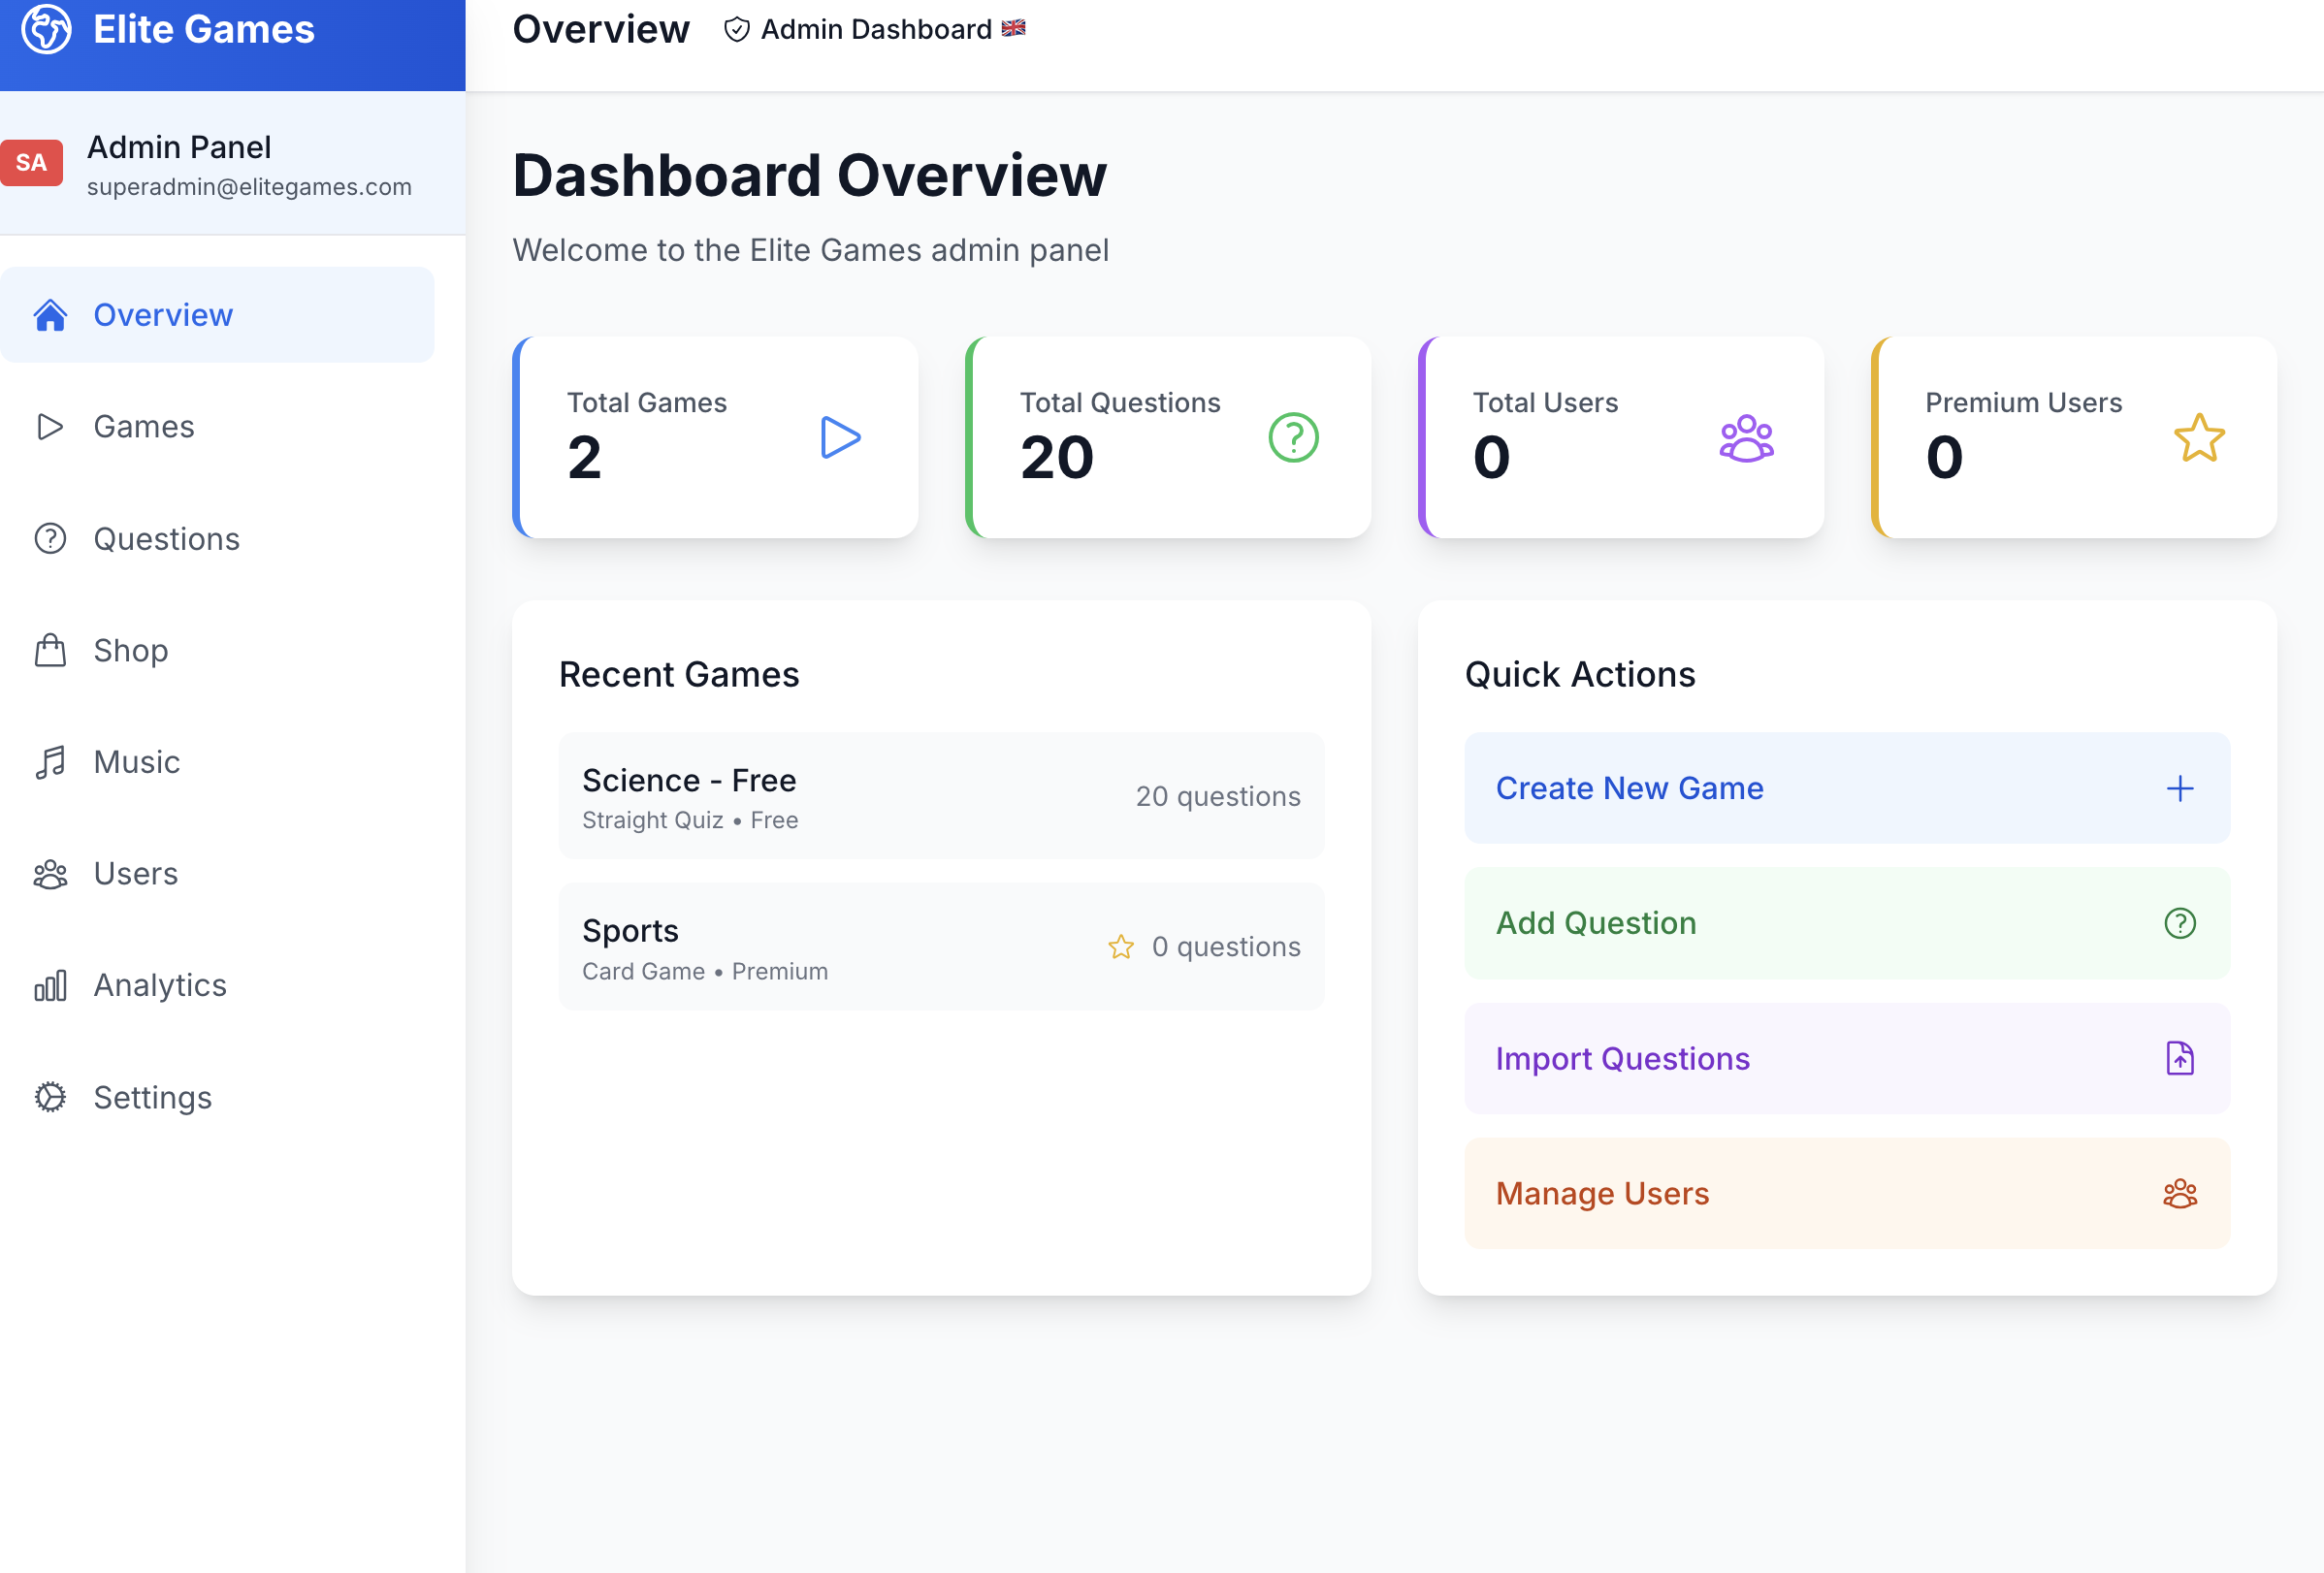 Elite Games
Overview
Admin Dashboard
SA
Admin Panel
superadmin@elitegames.com
Overview
Games
Questions
Shop
Music
Users
Analytics
Settings
Dashboard Overview
Welcome to the Elite Games admin panel
Total Games
2
Total Questions
20
Total Users
0
Premium Users
0
Recent Games
Science - Free
Straight Quiz • Free
20 questions
Sports
Card Game • Premium
0 questions
Quick Actions
Create New Game
Add Question
Import Questions
Manage Users